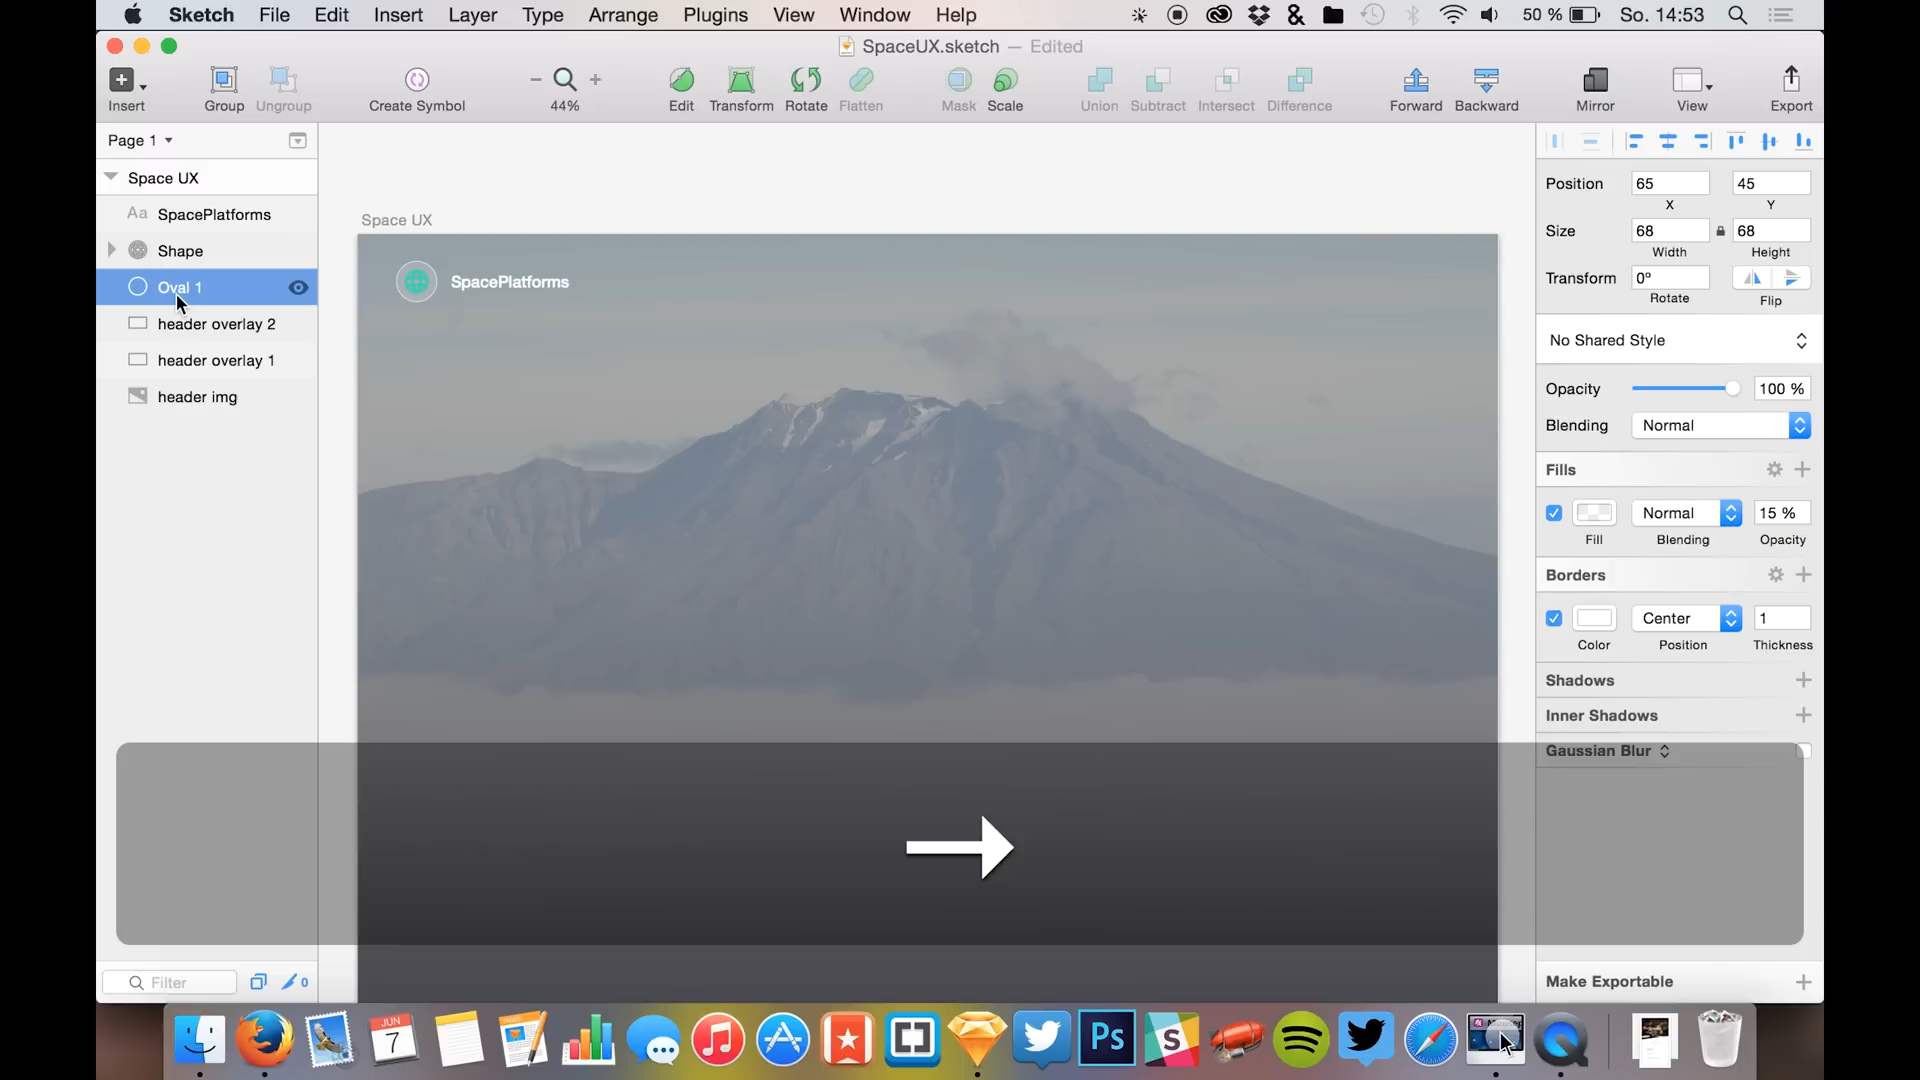 Sketch File Edit Insert Layer Type Arrange Plugins View Window Help 50 % So. 14:53
SpaceUX.sketch — Edited
Insert Group Ungroup Create Symbol 44% Edit Transform Rotate Flatten Mask Scale Union Subtract Intersect Difference Forward Backward Mirror View Export
Page 1
Space UX
Aa SpacePlatforms
Shape
Oval 1
header overlay 2
header overlay 1
header img
Filter 0
Space UX
SpacePlatforms
Position 65 45
X Y
Size 68 68
Width Height
Transform 0°
Rotate Flip
No Shared Style
Opacity 100 %
Blending Normal
Fills
Normal 15 %
Fill Blending Opacity
Borders
Center 1
Color Position Thickness
Shadows
Inner Shadows
Gaussian Blur
Make Exportable
JUN
7
Ps